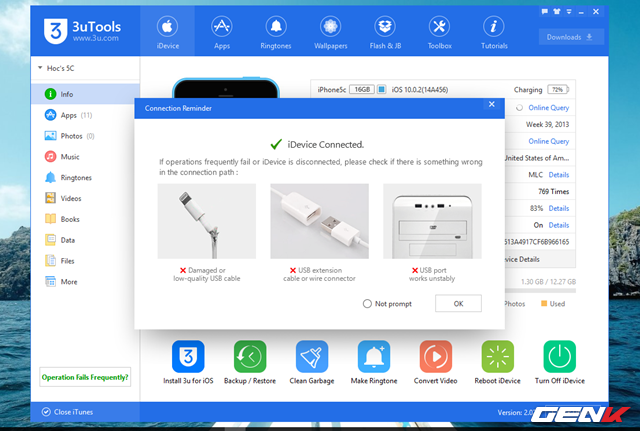 3uTools
www.3u.com
iDevice
Apps
Ringtones
Wallpapers
Flash & JB
Toolbox
Tutorials
Downloads
Hoc's 5C
Info
Apps (11)
Photos (0)
Music
Ringtones
Videos
Books
Data
Files
More
Operation Fails Frequently?
Close iTunes
iPhone5c 16GB iOS 10.0.2(14A456)
Charging 72%
Online Query
Week 39, 2013
Online Query
United States of Am...
MLC Details
769 Times
83% Details
On Details
513A4917CF6B966165
Device Details
1.30 GB / 12.27 GB
Photos Used
Connection Reminder
iDevice Connected.
If operations frequently fail or iDevice is disconnected, please check if there is something wrong
in the connection path :
Damaged or
low-quality USB cable
USB extension
cable or wire connector
USB port
works unstably
Not prompt
OK
3
Install 3u for iOS
Backup / Restore
Clean Garbage
Make Ringtone
Convert Video
Reboot iDevice
Turn Off iDevice
Version: 2.0
GENK